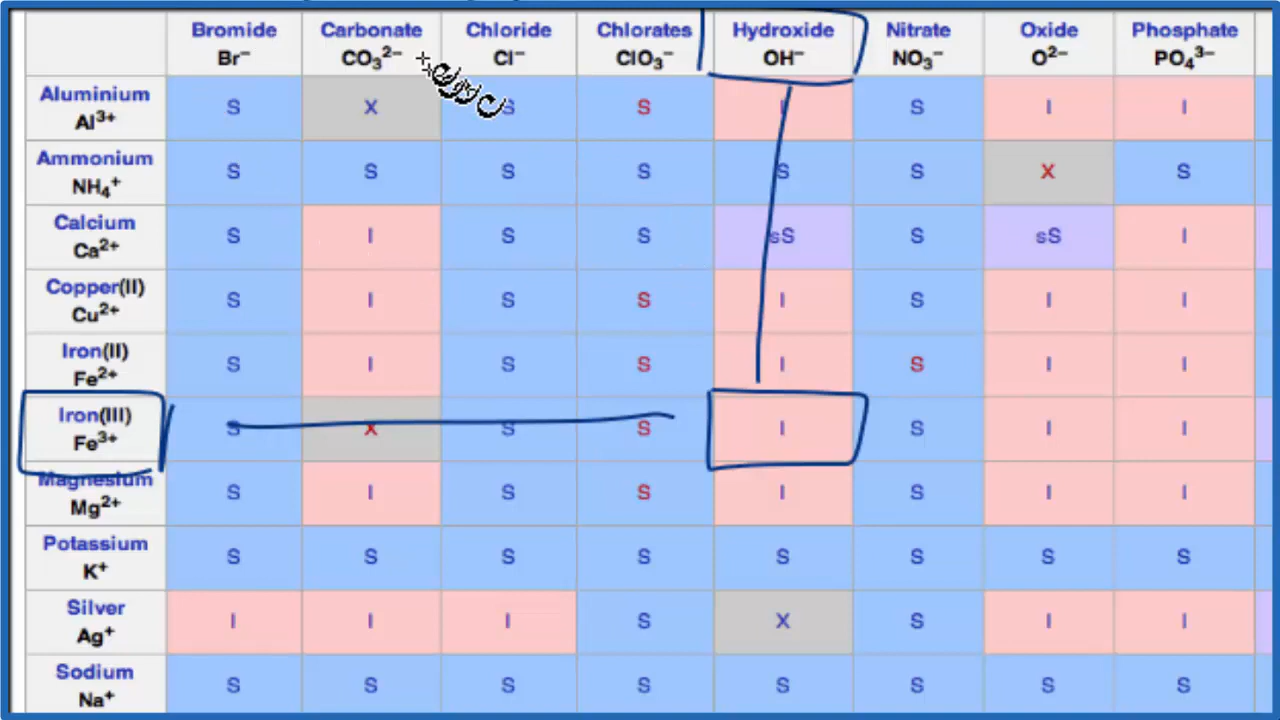 Bromide Carbonate Chloride Chlorates Hydroxide Nitrate Oxide Phosphate
Br⁻ CO₃²⁻ Cl⁻ ClO₃⁻ OH⁻ NO₃⁻ O²⁻ PO₄³⁻
Aluminium
Al³⁺ S X S S I S I I
Ammonium
NH₄⁺ S S S S S S X S
Calcium
Ca²⁺ S I S S sS S sS I
Copper(II)
Cu²⁺ S I S S I S I I
Iron(II)
Fe²⁺ S I S S I S I I
Iron(III)
Fe³⁺ S X S S I S I I
Magnesium
Mg²⁺ S I S S I S I I
Potassium
K⁺ S S S S S S S S
Silver
Ag⁺ I I I S X S I I
Sodium
Na⁺ S S S S S S S S